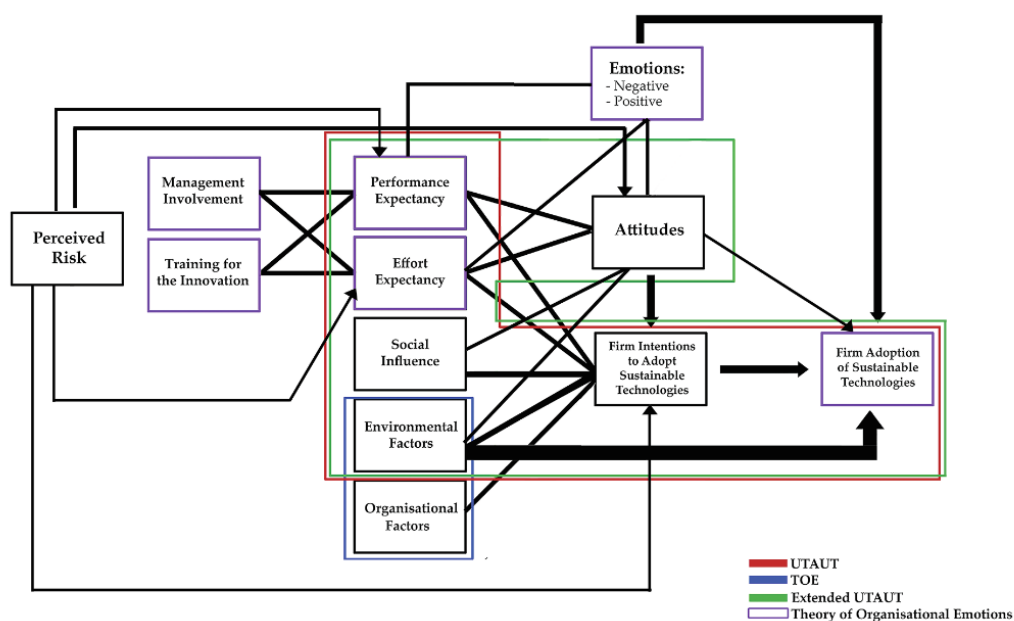 Emotions:
- Negative
- Positive
Management
Involvement
Performance
Expectancy
Perceived
Risk
Attitudes
Training for
the Innovation
Effort
Expectancy
Social
Influence
Firm Intentions
to Adopt
Sustainable
Technologies
Firm Adoption
of Sustainable
Technologies
Environmental
Factors
Organisational
Factors
UTAUT
TOE
Extended UTAUT
Theory of Organisational Emotions